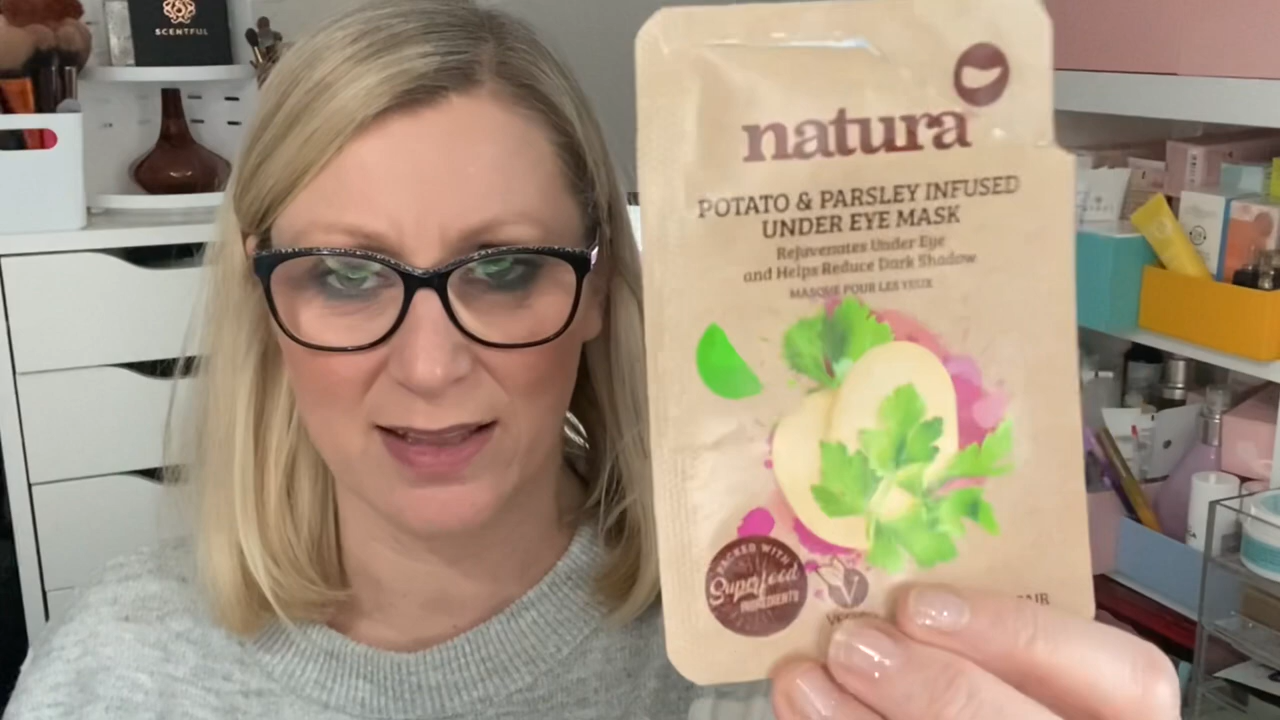 SCENTFUL
natura
POTATO & PARSLEY INFUSED
UNDER EYE MASK
Rejuvenates Under Eye
and Helps Reduce Dark Shadow
MASQUE POUR LES YEUX
PACKED WITH
Superfood
INGREDIENTS
V